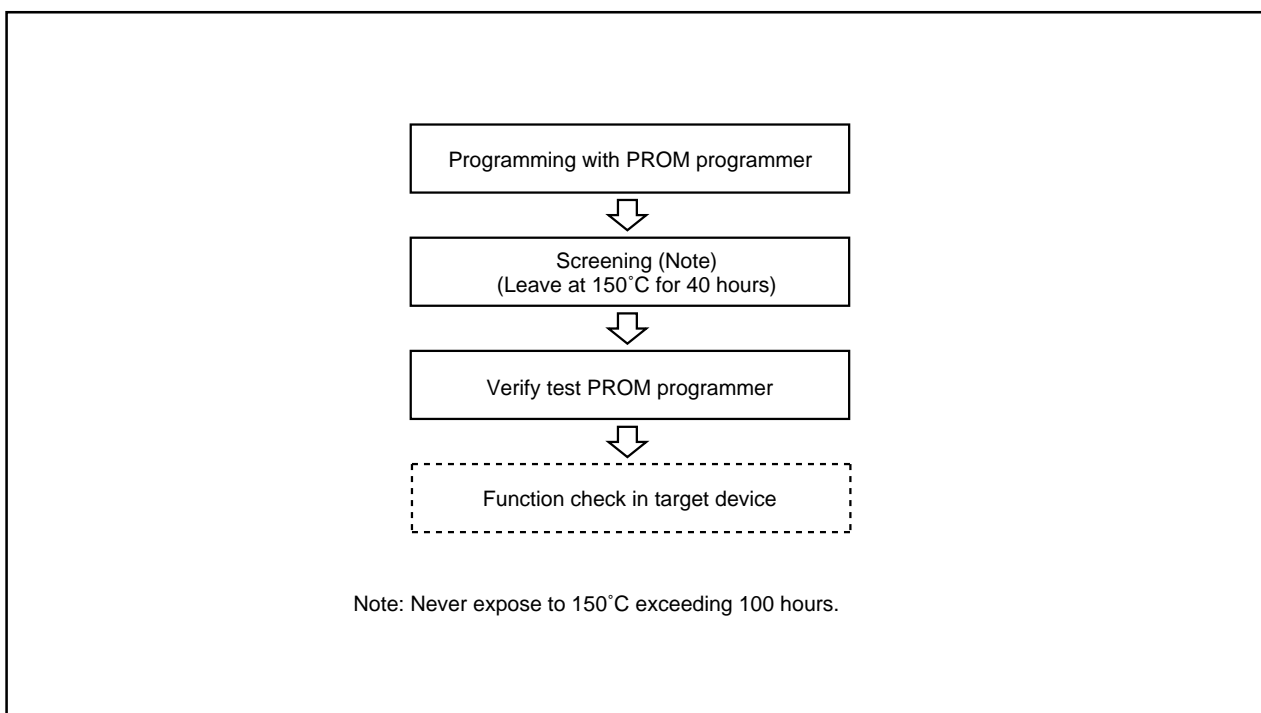 Programming with PROM programmer
Screening (Note)
(Leave at 150˚C for 40 hours)
Verify test PROM programmer
Function check in target device
Note: Never expose to 150˚C exceeding 100 hours.